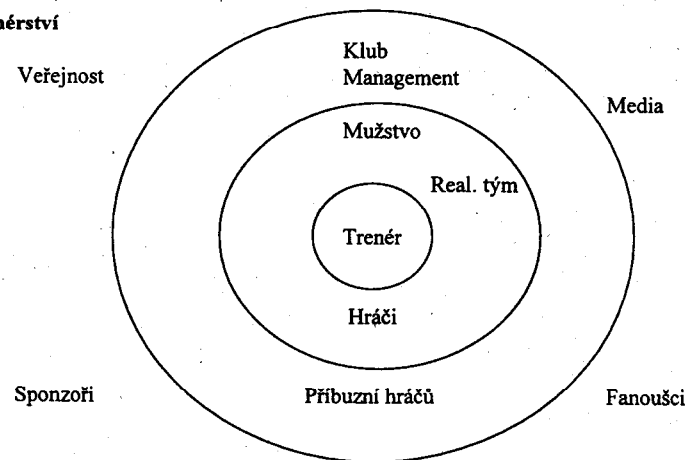 nérství
Klub
Veřejnost
Management
Media
Mužstvo
Real. tým
Trenér
Hráči
Sponzoři
Příbuzní hráčů
Fanoušci